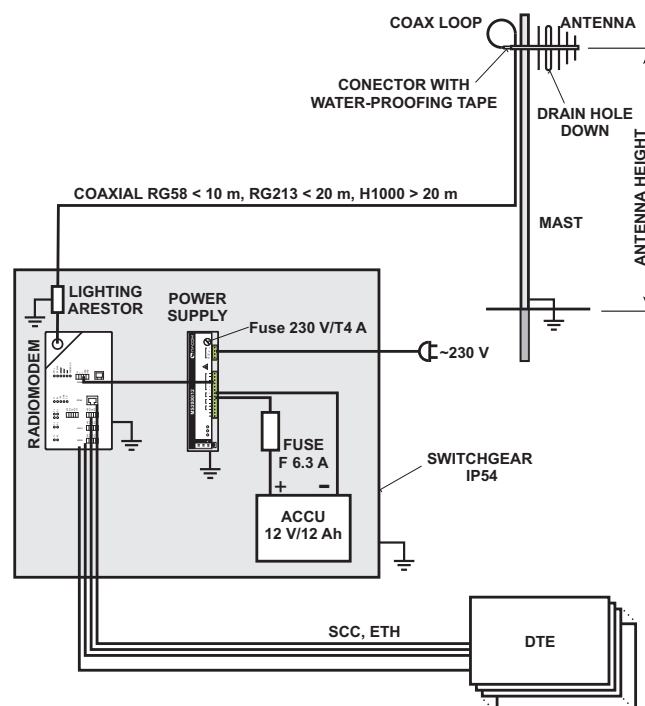 COAX LOOP
ANTENNA
CONECTOR WITH
WATER-PROOFING TAPE
DRAIN HOLE
DOWN
ANTENNA HEIGHT
COAXIAL RG58 < 10 m, RG213 < 20 m, H1000 > 20 m
MAST
LIGHTING
ARESTOR
POWER
SUPPLY
Fuse 230 V/T4 A
~230 V
RADIOMODEM
FUSE
F 6.3 A
SWITCHGEAR
IP54
+
−
ACCU
12 V/12 Ah
SCC, ETH
DTE